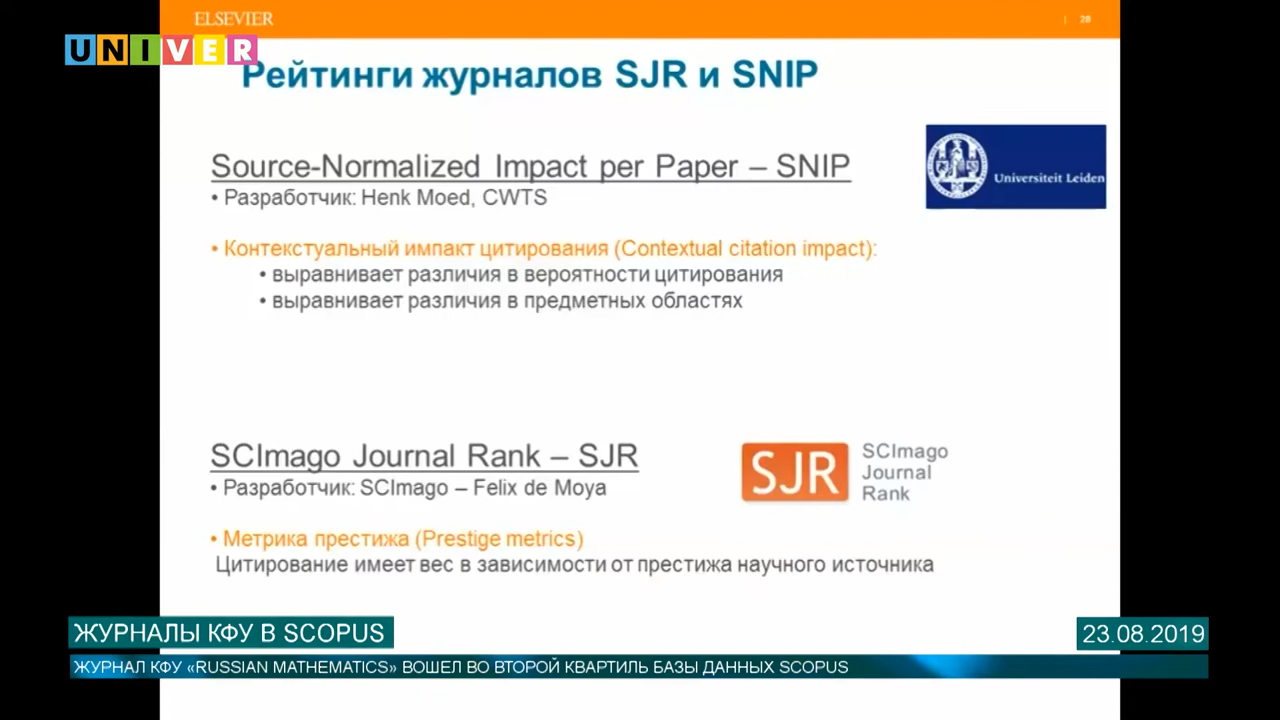 ELSEVIER
| 28
UNIVER
Рейтинги журналов SJR и SNIP
Source-Normalized Impact per Paper – SNIP
• Разработчик: Henk Moed, CWTS
Universiteit Leiden
• Контекстуальный импакт цитирования (Contextual citation impact):
• выравнивает различия в вероятности цитирования
• выравнивает различия в предметных областях
SCImago Journal Rank – SJR
• Разработчик: SCImago – Felix de Moya
SJR
SCImago
Journal
Rank
• Метрика престижа (Prestige metrics)
Цитирование имеет вес в зависимости от престижа научного источника
ЖУРНАЛЫ КФУ В SCOPUS
23.08.2019
ЖУРНАЛ КФУ «RUSSIAN MATHEMATICS» ВОШЕЛ ВО ВТОРОЙ КВАРТИЛЬ БАЗЫ ДАННЫХ SCOPUS